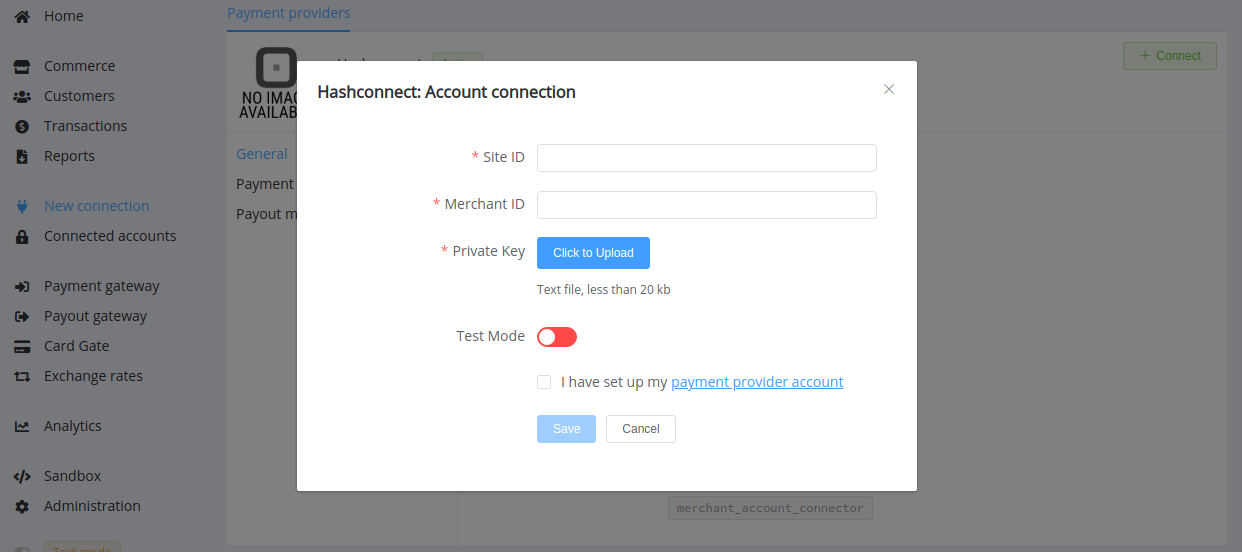 Home
Commerce
Customers
Transactions
Reports
New connection
Connected accounts
Payment gateway
Payout gateway
Card Gate
Exchange rates
Analytics
Sandbox
Administration
Test mode
Payment providers
NO IMAG
AVAILAB
+ Connect
General
Payment
Payout m
Hashconnect: Account connection
* Site ID
* Merchant ID
* Private Key
Click to Upload
Text file, less than 20 kb
Test Mode
I have set up my payment provider account
Save Cancel
merchant_account_connector